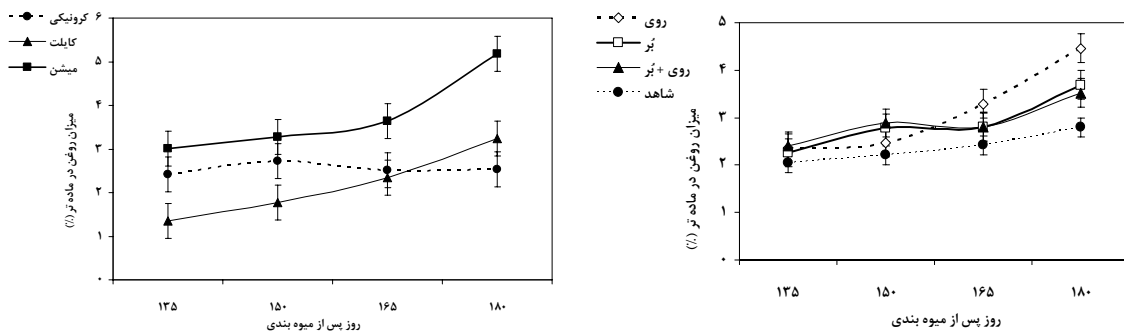 کرونیکی
کایلت
میشن
میزان روغن در ماده تر (%)
۶
۵
۴
۳
۲
۱
۰
۱۳۵ ۱۵۰ ۱۶۵ ۱۸۰
روز پس از میوه بندی
روی
بُر
روی + بُر
شاهد
میزان روغن در ماده تر (%)
۵
۴
۳
۲
۱
۰
۱۳۵ ۱۵۰ ۱۶۵ ۱۸۰
روز پس از میوه بندی